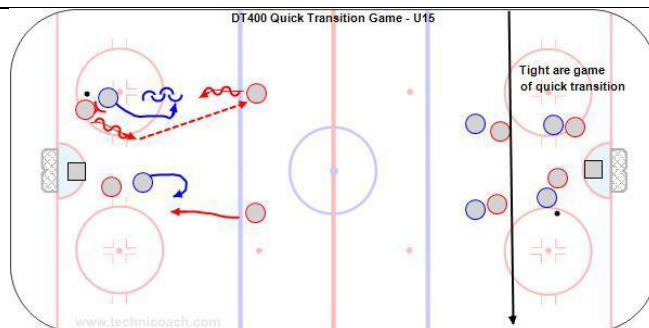 DT400 Quick Transition Game - U15
Tight are game
of quick transition
www.technicoach.com